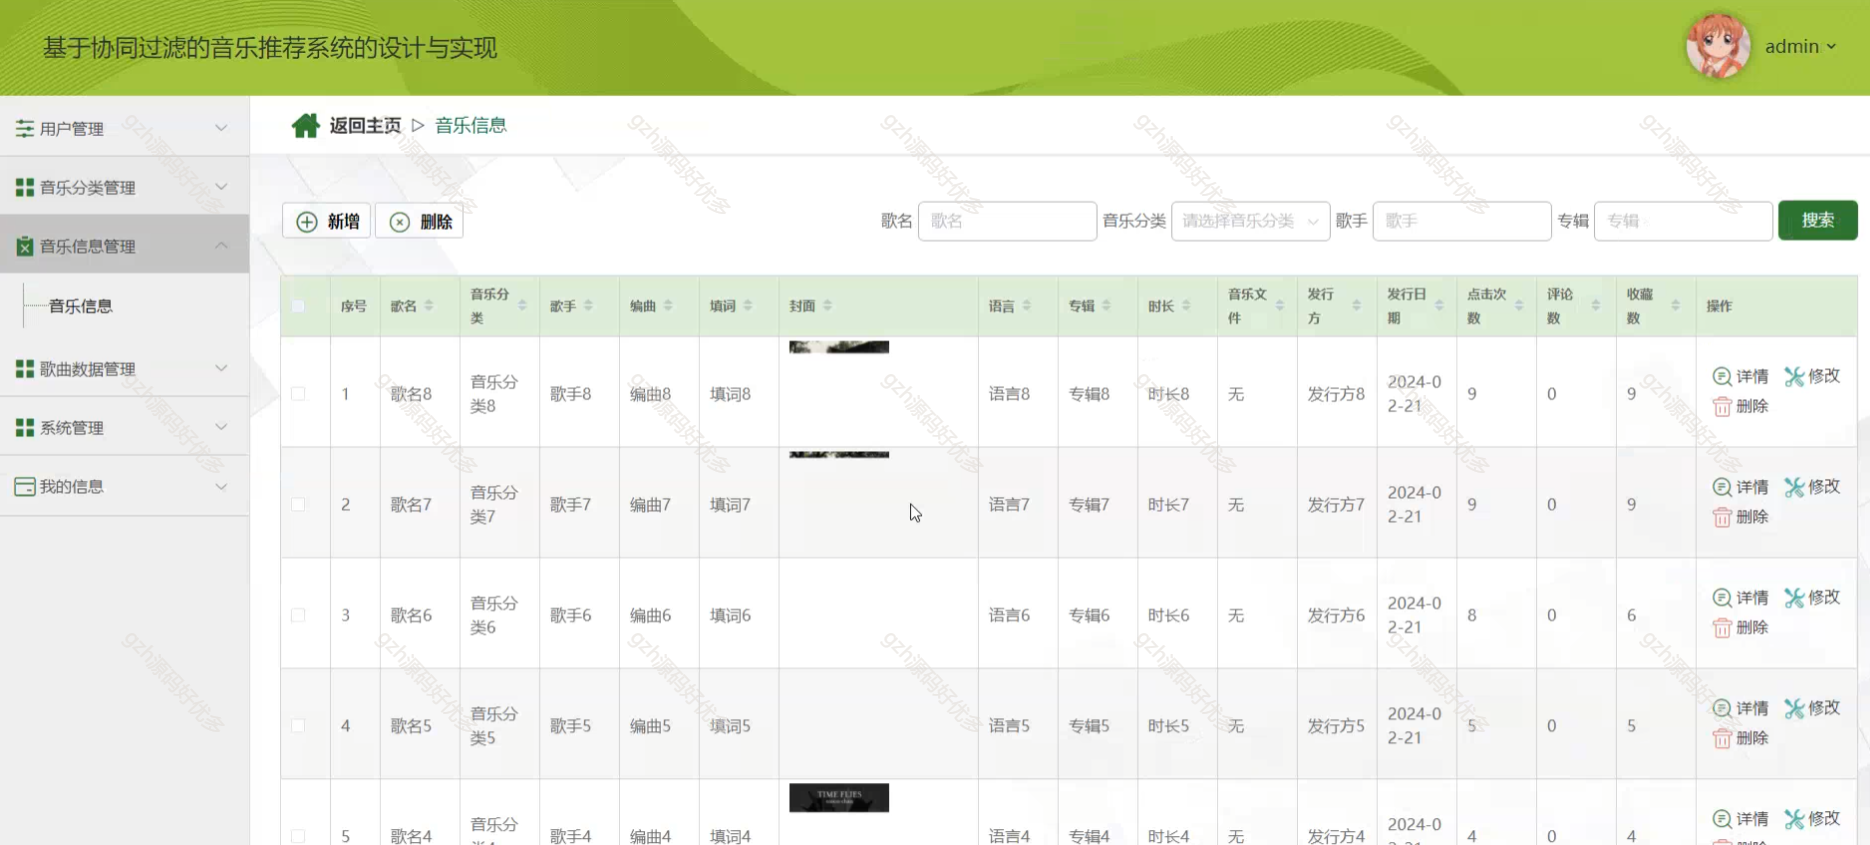 基于协同过滤的音乐推荐系统的设计与实现
admin
用户管理
音乐分类管理
音乐信息管理
音乐信息
歌曲数据管理
系统管理
我的信息
返回主页 ▷ 音乐信息
新增 删除 歌名 歌名 音乐分类 请选择音乐分类 歌手 歌手 专辑 专辑 搜索
序号 歌名 音乐分类 歌手 编曲 填词 封面 语言 专辑 时长 音乐文件 发行方 发行日期 点击次数 评论数 收藏数 操作
1 歌名8 音乐分类8 歌手8 编曲8 填词8 语言8 专辑8 时长8 无 发行方8 2024-02-21 9 0 9 详情 修改 删除
2 歌名7 音乐分类7 歌手7 编曲7 填词7 语言7 专辑7 时长7 无 发行方7 2024-02-21 9 0 9 详情 修改 删除
3 歌名6 音乐分类6 歌手6 编曲6 填词6 语言6 专辑6 时长6 无 发行方6 2024-02-21 8 0 6 详情 修改 删除
4 歌名5 音乐分类5 歌手5 编曲5 填词5 语言5 专辑5 时长5 无 发行方5 2024-02-21 5 0 5 详情 修改 删除
TIME FLIES
5 歌名4 音乐分 歌手4 编曲4 填词4 语言4 专辑4 时长4 无 发行方4 2024-0 4 0 4 详情 修改
gzh源码好优多